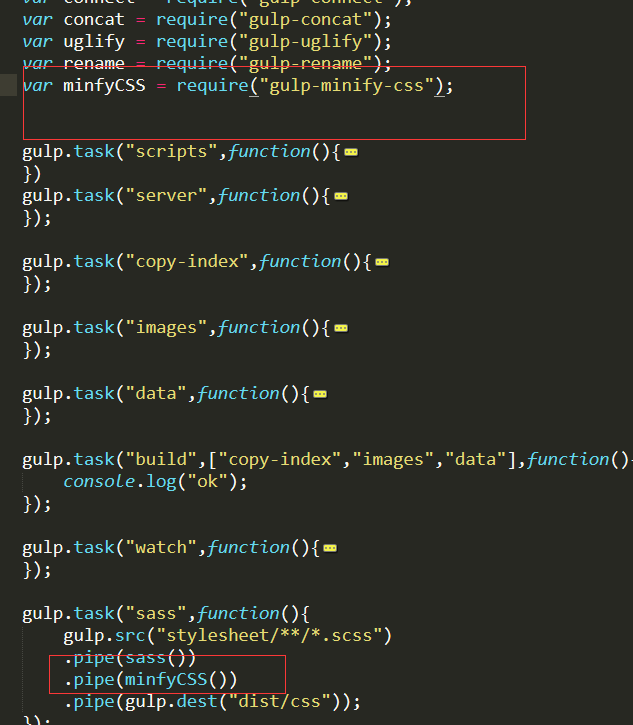 var connect = require("gulp-connect");
var concat = require("gulp-concat");
var uglify = require("gulp-uglify");
var rename = require("gulp-rename");
var minfyCSS = require("gulp-minify-css");
gulp.task("scripts",function(){
})
gulp.task("server",function(){
});
gulp.task("copy-index",function(){
});
gulp.task("images",function(){
});
gulp.task("data",function(){
});
gulp.task("build",["copy-index","images","data"],function()
console.log("ok");
});
gulp.task("watch",function(){
});
gulp.task("sass",function(){
gulp.src("stylesheet/**/*.scss")
.pipe(sass())
.pipe(minfyCSS())
.pipe(gulp.dest("dist/css"));
});